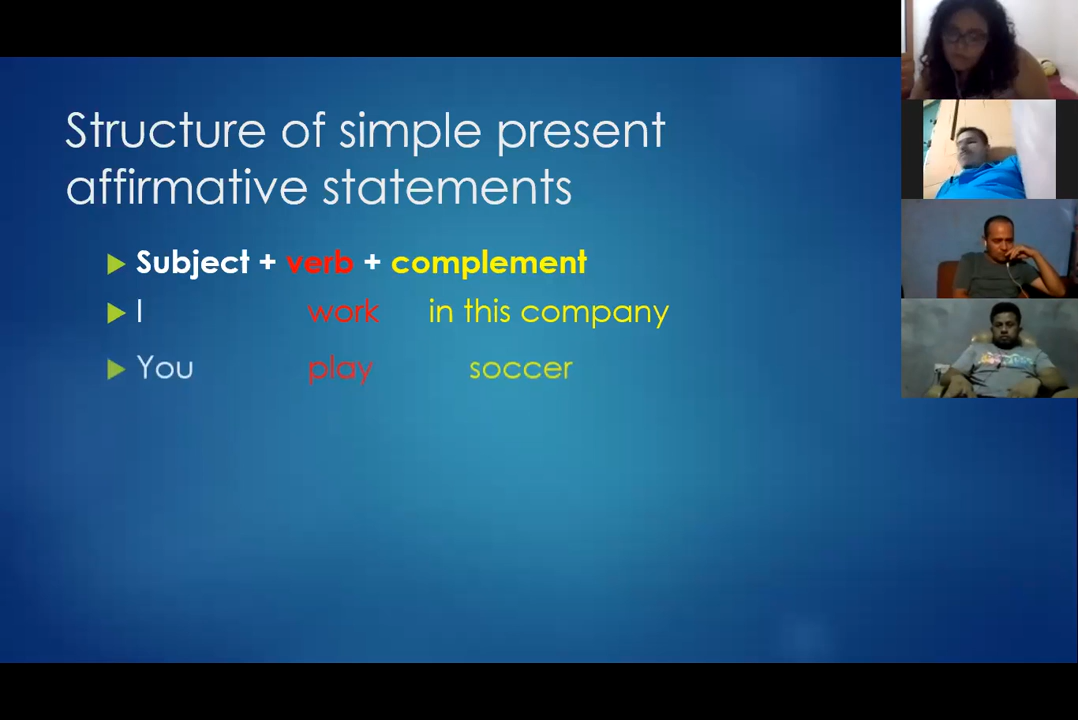 Structure of simple present
affirmative statements
Subject + verb + complement
I work in this company
You play soccer